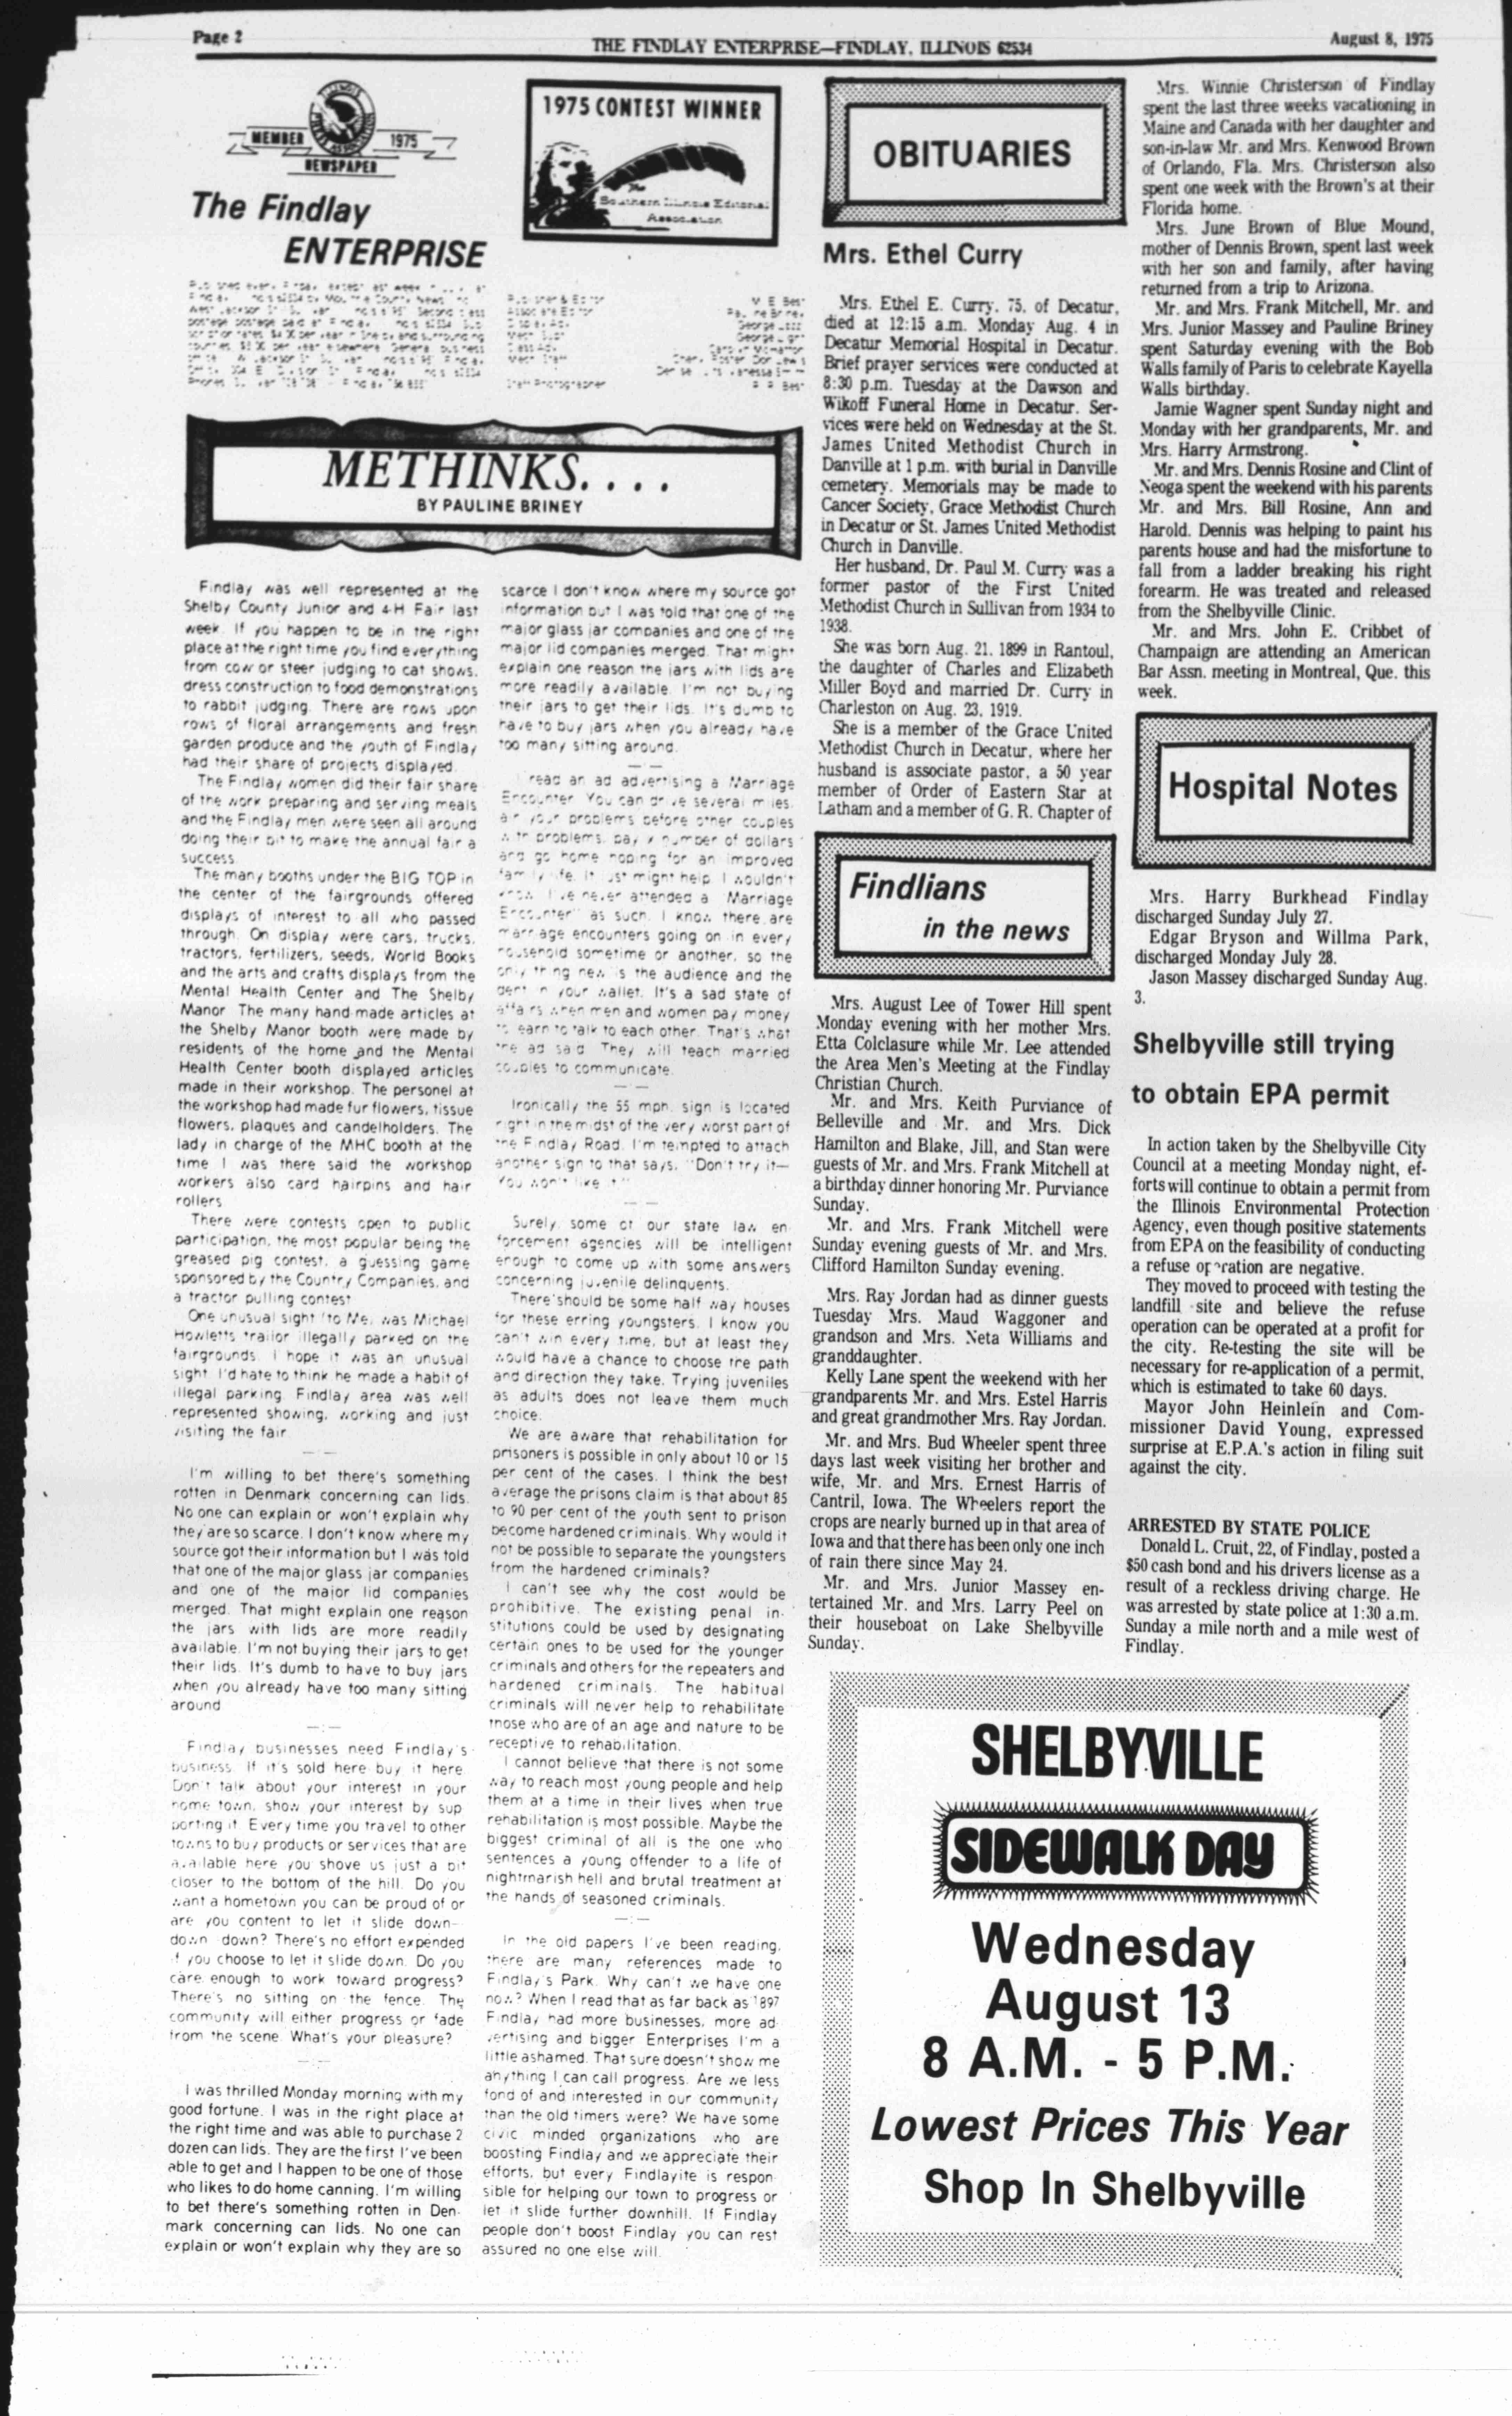 Page 2
THE FINDLAY ENTERPRISE—FINDLAY, ILLINOIS 62534
August 8, 1975
MEMBER 1975
NEWSPAPER
The Findlay
ENTERPRISE
1975 CONTEST WINNER
The
Southern Illinois Editorial
Association
METHINKS. . . .
BY PAULINE BRINEY
Findlay was well represented at the
Shelby County Junior and 4-H Fair last
week. If you happen to be in the right
place at the right time you find everything
from cow or steer judging to cat shows,
dress construction to food demonstrations
to rabbit judging. There are rows upon
rows of floral arrangements and fresh
garden produce and the youth of Findlay
had their share of projects displayed.
The Findlay women did their fair share
of the work preparing and serving meals
and the Findlay men were seen all around
doing their bit to make the annual fair a
success.
The many booths under the BIG TOP in
the center of the fairgrounds offered
displays of interest to all who passed
through. On display were cars, trucks,
tractors, fertilizers, seeds, World Books
and the arts and crafts displays from the
Mental Health Center and The Shelby
Manor The many hand-made articles at
the Shelby Manor booth were made by
residents of the home and the Mental
Health Center booth displayed articles
made in their workshop. The personel at
the workshop had made fur flowers, tissue
flowers, plaques and candelholders. The
lady in charge of the MHC booth at the
time I was there said the workshop
workers also card hairpins and hair
rollers
There were contests open to public
participation, the most popular being the
greased pig contest, a guessing game
sponsored by the Country Companies, and
a tractor pulling contest
One unusual sight 'to Me, was Michael
Howletts trailor illegally parked on the
fairgrounds. I hope it was an unusual
sight. I'd hate to think he made a habit of
illegal parking. Findlay area was well
represented showing, working and just
visiting the fair
I'm willing to bet there's something
rotten in Denmark concerning can lids.
No one can explain or won't explain why
they are so scarce. I don't know where my
source got their information but I was told
that one of the major glass jar companies
and one of the major lid companies
merged. That might explain one reason
the jars with lids are more readily
available. I'm not buying their jars to get
their lids. It's dumb to have to buy jars
when you already have too many sitting
around
—:—
Findlay businesses need Findlay's
business. If it's sold here buy it here
Don't talk about your interest in your
home town, show your interest by sup
porting it. Every time you travel to other
towns to buy products or services that are
available here you shove us just a bit
closer to the bottom of the hill. Do you
want a hometown you can be proud of or
are you content to let it slide down-
down -down? There's no effort expended
if you choose to let it slide down. Do you
care enough to work toward progress?
There's no sitting on the fence. The
community will either progress or fade
from the scene. What's your pleasure?
I was thrilled Monday morning with my
good fortune. I was in the right place at
the right time and was able to purchase 2
dozen can lids. They are the first I've been
able to get and I happen to be one of those
who likes to do home canning. I'm willing
to bet there's something rotten in Den-
mark concerning can lids. No one can
explain or won't explain why they are so
scarce I don't know where my source got
information but I was told that one of the
major glass jar companies and one of the
major lid companies merged. That might
explain one reason the jars with lids are
more readily available. I'm not buying
their jars to get their lids. It's dumb to
have to buy jars when you already have
too many sitting around.
I read an ad advertising a Marriage
Encounter. You can drive several miles
air your problems before other couples
with problems, pay x number of dollars
and go home hoping for an improved
family life. It just might help. I wouldn't
know. I've never attended a "Marriage
Encounter" as such. I know there are
marriage encounters going on in every
household sometime or another, so the
only thing new is the audience and the
dent in your wallet. It's a sad state of
affairs when men and women pay money
to learn to talk to each other. That's what
the ad said. They will teach married
couples to communicate.
Ironically the 55 mph. sign is located
right in the midst of the very worst part of
the Findlay Road. I'm tempted to attach
another sign to that says, "Don't try it—
You won't like it."
Surely some of our state law en
forcement agencies will be intelligent
enough to come up with some answers
concerning juvenile delinquents.
There should be some half way houses
for these erring youngsters. I know you
can't win every time, but at least they
would have a chance to choose the path
and direction they take. Trying juveniles
as adults does not leave them much
choice.
We are aware that rehabilitation for
prisoners is possible in only about 10 or 15
per cent of the cases. I think the best
average the prisons claim is that about 85
to 90 per cent of the youth sent to prison
become hardened criminals. Why would it
not be possible to separate the youngsters
from the hardened criminals?
I can't see why the cost would be
prohibitive. The existing penal in-
stitutions could be used by designating
certain ones to be used for the younger
criminals and others for the repeaters and
hardened criminals. The habitual
criminals will never help to rehabilitate
those who are of an age and nature to be
receptive to rehabilitation.
I cannot believe that there is not some
way to reach most young people and help
them at a time in their lives when true
rehabilitation is most possible. Maybe the
biggest criminal of all is the one who
sentences a young offender to a life of
nightmarish hell and brutal treatment at
the hands of seasoned criminals.
—:—
In the old papers I've been reading,
there are many references made to
Findlay's Park. Why can't we have one
now? When I read that as far back as 1897
Findlay had more businesses, more ad-
vertising and bigger Enterprises I'm a
little ashamed. That sure doesn't show me
anything I can call progress. Are we less
fond of and interested in our community
than the old timers were? We have some
civic minded organizations who are
boosting Findlay and we appreciate their
efforts, but every Findlayite is respon-
sible for helping our town to progress or
let it slide further downhill. If Findlay
people don't boost Findlay you can rest
assured no one else will.
OBITUARIES
Mrs. Ethel Curry
Mrs. Ethel E. Curry, 75, of Decatur,
died at 12:15 a.m. Monday Aug. 4 in
Decatur Memorial Hospital in Decatur.
Brief prayer services were conducted at
8:30 p.m. Tuesday at the Dawson and
Wikoff Funeral Home in Decatur. Ser-
vices were held on Wednesday at the St.
James United Methodist Church in
Danville at 1 p.m. with burial in Danville
cemetery. Memorials may be made to
Cancer Society, Grace Methodist Church
in Decatur or St. James United Methodist
Church in Danville.
Her husband, Dr. Paul M. Curry was a
former pastor of the First United
Methodist Church in Sullivan from 1934 to
1938.
She was born Aug. 21, 1899 in Rantoul,
the daughter of Charles and Elizabeth
Miller Boyd and married Dr. Curry in
Charleston on Aug. 23, 1919.
She is a member of the Grace United
Methodist Church in Decatur, where her
husband is associate pastor, a 50 year
member of Order of Eastern Star at
Latham and a member of G. R. Chapter of
Findlians
in the news
Mrs. August Lee of Tower Hill spent
Monday evening with her mother Mrs.
Etta Colclasure while Mr. Lee attended
the Area Men's Meeting at the Findlay
Christian Church.
Mr. and Mrs. Keith Purviance of
Belleville and Mr. and Mrs. Dick
Hamilton and Blake, Jill, and Stan were
guests of Mr. and Mrs. Frank Mitchell at
a birthday dinner honoring Mr. Purviance
Sunday.
Mr. and Mrs. Frank Mitchell were
Sunday evening guests of Mr. and Mrs.
Clifford Hamilton Sunday evening.
Mrs. Ray Jordan had as dinner guests
Tuesday Mrs. Maud Waggoner and
grandson and Mrs. Neta Williams and
granddaughter.
Kelly Lane spent the weekend with her
grandparents Mr. and Mrs. Estel Harris
and great grandmother Mrs. Ray Jordan.
Mr. and Mrs. Bud Wheeler spent three
days last week visiting her brother and
wife, Mr. and Mrs. Ernest Harris of
Cantril, Iowa. The Wheelers report the
crops are nearly burned up in that area of
Iowa and that there has been only one inch
of rain there since May 24.
Mr. and Mrs. Junior Massey en-
tertained Mr. and Mrs. Larry Peel on
their houseboat on Lake Shelbyville
Sunday.
Mrs. Winnie Christerson of Findlay
spent the last three weeks vacationing in
Maine and Canada with her daughter and
son-in-law Mr. and Mrs. Kenwood Brown
of Orlando, Fla. Mrs. Christerson also
spent one week with the Brown's at their
Florida home.
Mrs. June Brown of Blue Mound,
mother of Dennis Brown, spent last week
with her son and family, after having
returned from a trip to Arizona.
Mr. and Mrs. Frank Mitchell, Mr. and
Mrs. Junior Massey and Pauline Briney
spent Saturday evening with the Bob
Walls family of Paris to celebrate Kayella
Walls birthday.
Jamie Wagner spent Sunday night and
Monday with her grandparents, Mr. and
Mrs. Harry Armstrong.
Mr. and Mrs. Dennis Rosine and Clint of
Neoga spent the weekend with his parents
Mr. and Mrs. Bill Rosine, Ann and
Harold. Dennis was helping to paint his
parents house and had the misfortune to
fall from a ladder breaking his right
forearm. He was treated and released
from the Shelbyville Clinic.
Mr. and Mrs. John E. Cribbet of
Champaign are attending an American
Bar Assn. meeting in Montreal, Que. this
week.
Hospital Notes
Mrs. Harry Burkhead Findlay
discharged Sunday July 27.
Edgar Bryson and Willma Park,
discharged Monday July 28.
Jason Massey discharged Sunday Aug.
3.
Shelbyville still trying
to obtain EPA permit
In action taken by the Shelbyville City
Council at a meeting Monday night, ef-
forts will continue to obtain a permit from
the Illinois Environmental Protection
Agency, even though positive statements
from EPA on the feasibility of conducting
a refuse operation are negative.
They moved to proceed with testing the
landfill site and believe the refuse
operation can be operated at a profit for
the city. Re-testing the site will be
necessary for re-application of a permit,
which is estimated to take 60 days.
Mayor John Heinlein and Com-
missioner David Young, expressed
surprise at E.P.A.'s action in filing suit
against the city.
ARRESTED BY STATE POLICE
Donald L. Cruit, 22, of Findlay, posted a
$50 cash bond and his drivers license as a
result of a reckless driving charge. He
was arrested by state police at 1:30 a.m.
Sunday a mile north and a mile west of
Findlay.
SHELBYVILLE
SIDEWALK DAY
Wednesday
August 13
8 A.M. - 5 P.M.
Lowest Prices This Year
Shop In Shelbyville